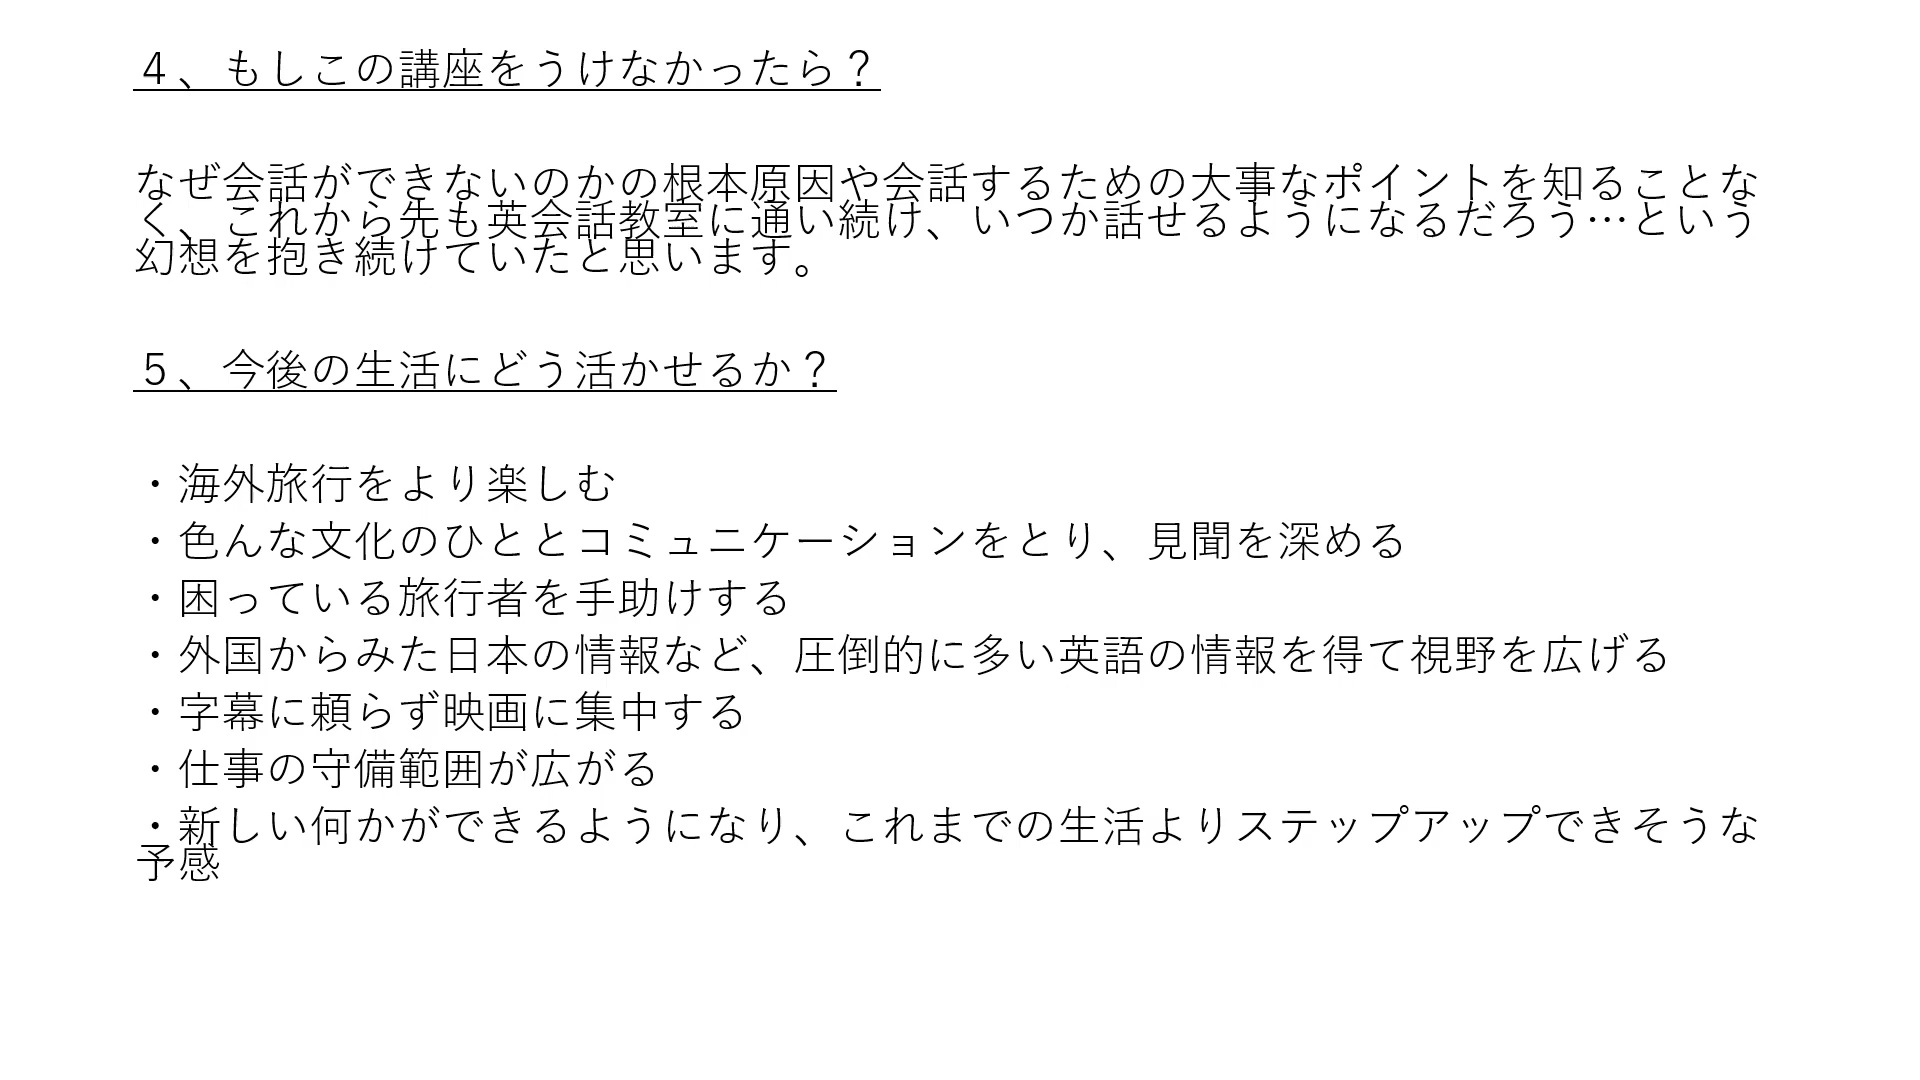 ４、もしこの講座をうけなかったら？
なぜ会話ができないのかの根本原因や会話するための大事なポイントを知ることな
く、これから先も英会話教室に通い続け、いつか話せるようになるだろう…という
幻想を抱き続けていたと思います。
５、今後の生活にどう活かせるか？
・海外旅行をより楽しむ
・色んな文化のひととコミュニケーションをとり、見聞を深める
・困っている旅行者を手助けする
・外国からみた日本の情報など、圧倒的に多い英語の情報を得て視野を広げる
・字幕に頼らず映画に集中する
・仕事の守備範囲が広がる
・新しい何かができるようになり、これまでの生活よりステップアップできそうな
予感